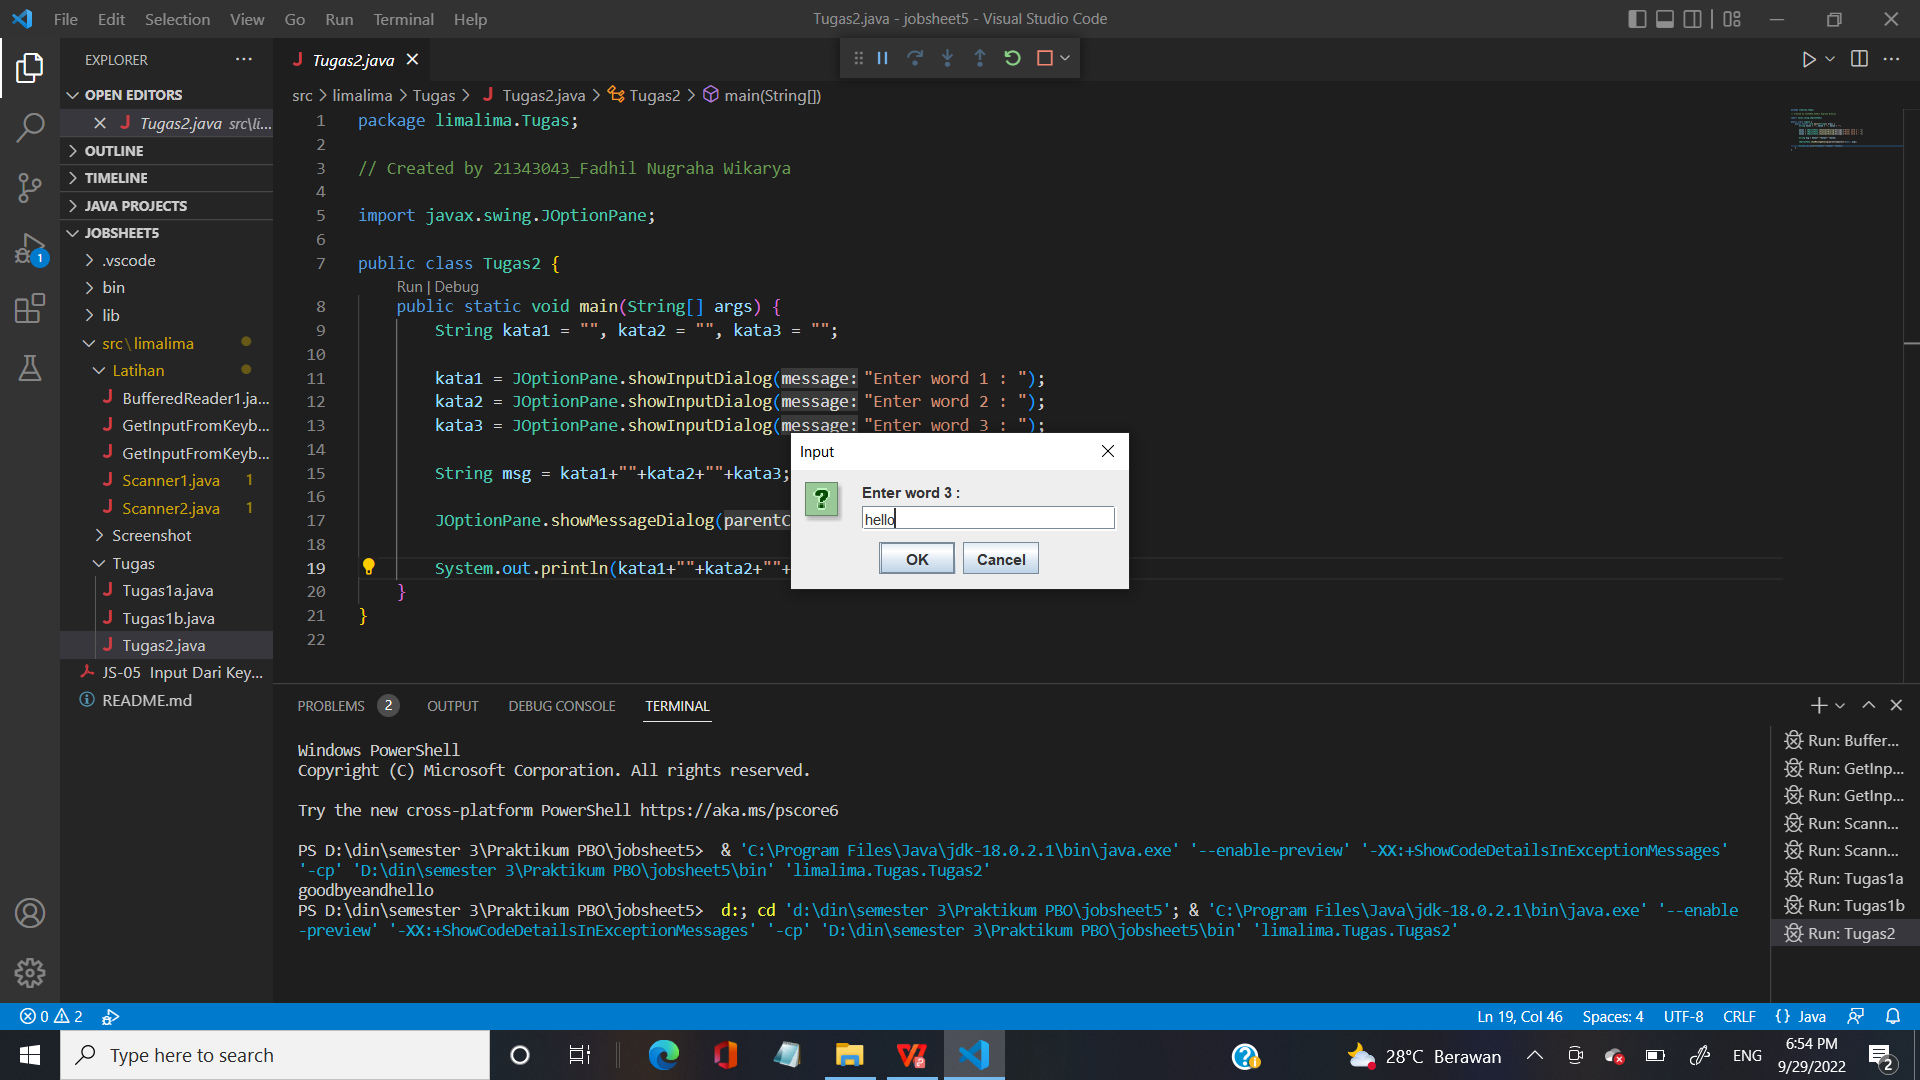 File Edit Selection View Go Run Terminal Help
Tugas2.java - jobsheet5 - Visual Studio Code
EXPLORER
OPEN EDITORS
Tugas2.java src\li...
OUTLINE
TIMELINE
JAVA PROJECTS
JOBSHEET5
.vscode
bin
lib
src\limalima
Latihan
BufferedReader1.ja...
GetInputFromKeyb...
GetInputFromKeyb...
Scanner1.java 1
Scanner2.java 1
Screenshot
Tugas
Tugas1a.java
Tugas1b.java
Tugas2.java
JS-05 Input Dari Key...
README.md
1
Tugas2.java
src > limalima > Tugas > Tugas2.java > Tugas2 > main(String[])
1 package limalima.Tugas;
2
3 // Created by 21343043_Fadhil Nugraha Wikarya
4
5 import javax.swing.JOptionPane;
6
7 public class Tugas2 {
Run | Debug
8 public static void main(String[] args) {
9 String kata1 = "", kata2 = "", kata3 = "";
10
11 kata1 = JOptionPane.showInputDialog(message:"Enter word 1 : ");
12 kata2 = JOptionPane.showInputDialog(message:"Enter word 2 : ");
13 kata3 = JOptionPane.showInputDialog(message:"Enter word 3 : ");
14
15 String msg = kata1+""+kata2+""+kata3;
16
17 JOptionPane.showMessageDialog(parentC
18
19 System.out.println(kata1+""+kata2+""+
20 }
21 }
22
Input
Enter word 3 :
hello
OK Cancel
PROBLEMS 2 OUTPUT DEBUG CONSOLE TERMINAL
Windows PowerShell
Copyright (C) Microsoft Corporation. All rights reserved.
Try the new cross-platform PowerShell https://aka.ms/pscore6
PS D:\din\semester 3\Praktikum PBO\jobsheet5> & 'C:\Program Files\Java\jdk-18.0.2.1\bin\java.exe' '--enable-preview' '-XX:+ShowCodeDetailsInExceptionMessages'
'-cp' 'D:\din\semester 3\Praktikum PBO\jobsheet5\bin' 'limalima.Tugas.Tugas2'
goodbyeandhello
PS D:\din\semester 3\Praktikum PBO\jobsheet5> d:; cd 'd:\din\semester 3\Praktikum PBO\jobsheet5'; & 'C:\Program Files\Java\jdk-18.0.2.1\bin\java.exe' '--enable
-preview' '-XX:+ShowCodeDetailsInExceptionMessages' '-cp' 'D:\din\semester 3\Praktikum PBO\jobsheet5\bin' 'limalima.Tugas.Tugas2'
Run: Buffer...
Run: GetInp...
Run: GetInp...
Run: Scann...
Run: Scann...
Run: Tugas1a
Run: Tugas1b
Run: Tugas2
0 2
Ln 19, Col 46 Spaces: 4 UTF-8 CRLF {} Java
Type here to search
28°C Berawan
ENG
6:54 PM
9/29/2022
2